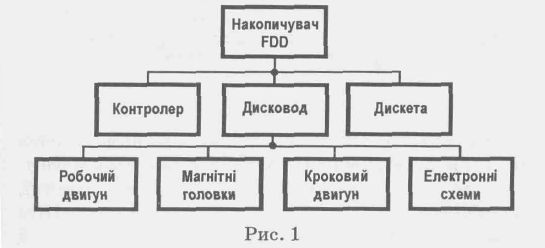 Накопичувач
FDD
Контролер
Дисковод
Дискета
Робочий
двигун
Магнітні
головки
Кроковий
двигун
Електронні
схеми
Рис. 1